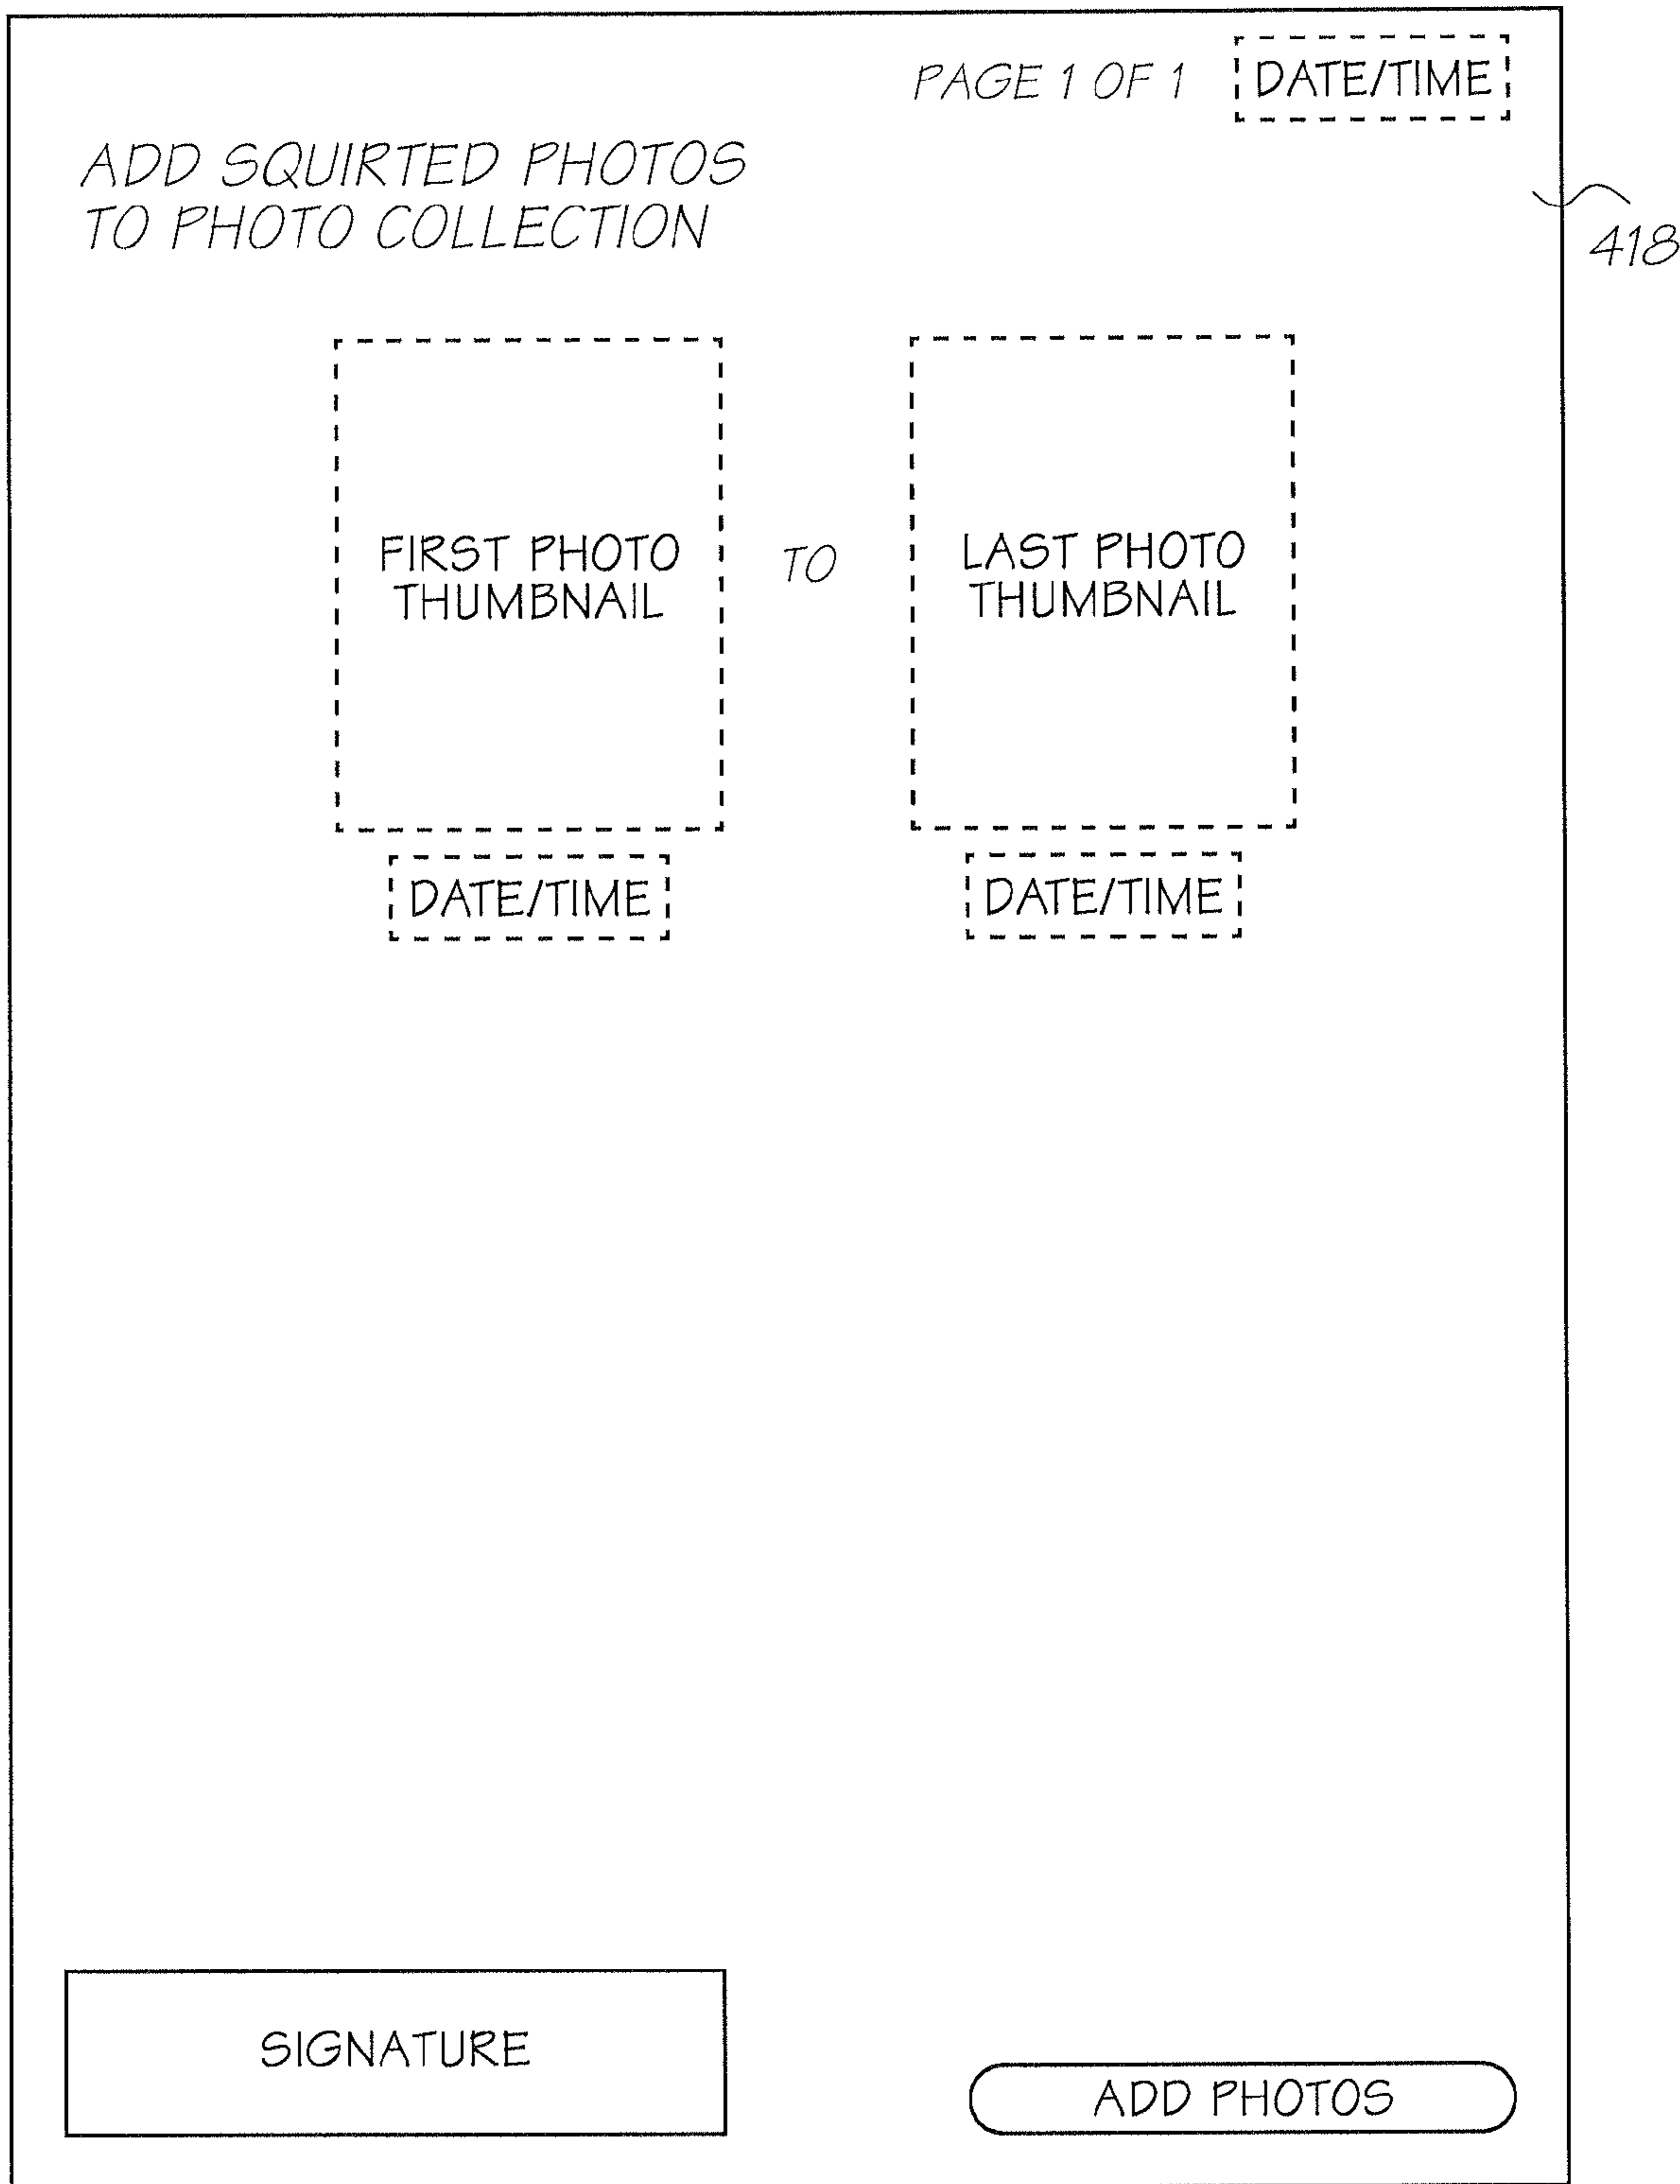 PAGE 1 OF 1 DATE/TIME
ADD SQUIRTED PHOTOS
TO PHOTO COLLECTION
418
FIRST PHOTO
THUMBNAIL
TO
LAST PHOTO
THUMBNAIL
DATE/TIME DATE/TIME
SIGNATURE
ADD PHOTOS